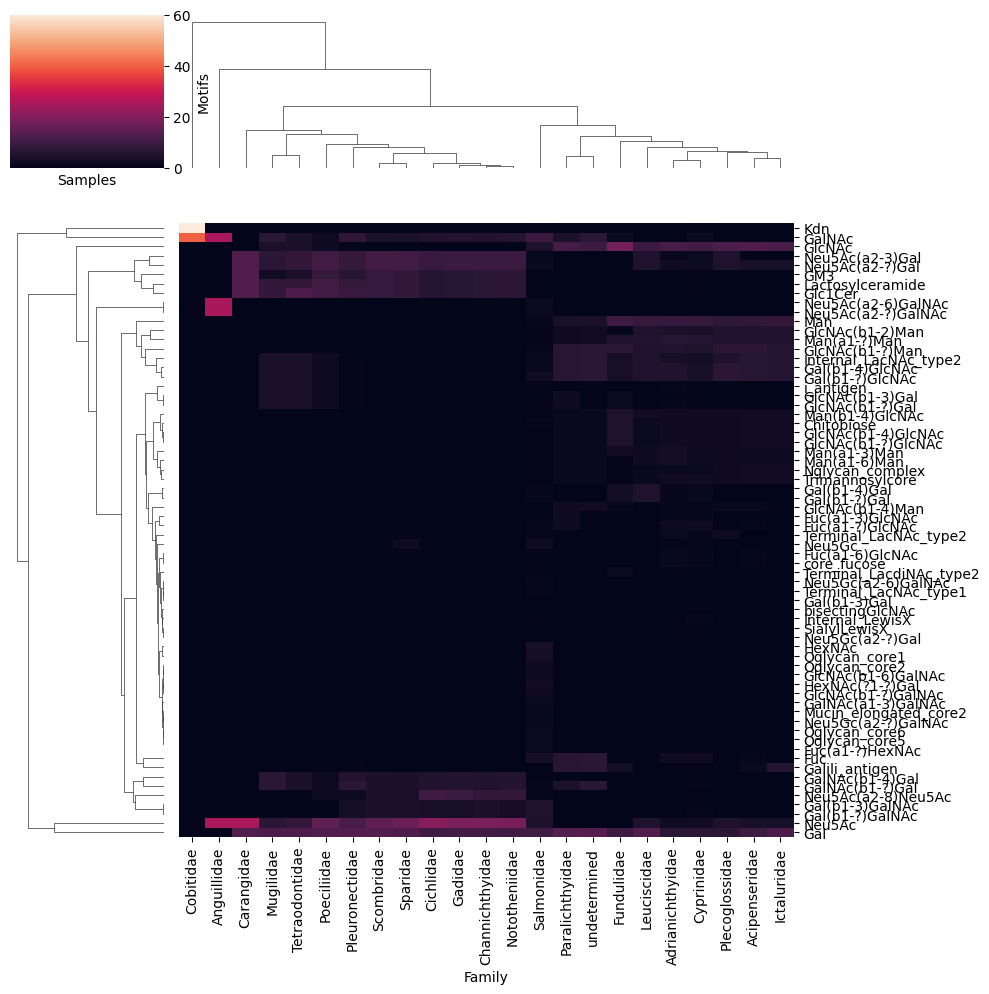 60
40
20
0
Motifs
Samples
Kdn
GalNAc
GlcNAc
Neu5Ac(a2-3)Gal
Neu5Ac(a2-?)Gal
GM3
Lactosylceramide
Glc1Cer
Neu5Ac(a2-6)GalNAc
Neu5Ac(a2-?)GalNAc
Man
GlcNAc(b1-2)Man
Man(a1-?)Man
GlcNAc(b1-?)Man
Internal_LacNAc_type2
Gal(b1-4)GlcNAc
Gal(b1-?)GlcNAc
i_antigen
GlcNAc(b1-3)Gal
GlcNAc(b1-?)Gal
Man(b1-4)GlcNAc
Chitobiose
GlcNAc(b1-4)GlcNAc
GlcNAc(b1-?)GlcNAc
Man(a1-3)Man
Man(a1-6)Man
Nglycan_complex
Trimannosylcore
Gal(b1-4)Gal
Gal(b1-?)Gal
GlcNAc(b1-4)Man
Fuc(a1-3)GlcNAc
Fuc(a1-?)GlcNAc
Terminal_LacNAc_type2
Neu5Gc
Fuc(a1-6)GlcNAc
core_fucose
Terminal_LacdiNAc_type2
Neu5Gc(a2-6)GalNAc
Terminal_LacNAc_type1
Gal(b1-3)Gal
bisectingGlcNAc
Internal_LewisX
SialylLewisX
Neu5Gc(a2-?)Gal
HexNAc
Oglycan_core1
Oglycan_core2
GlcNAc(b1-6)GalNAc
HexNAc(?1-?)Gal
GlcNAc(b1-?)GalNAc
GalNAc(a1-3)GalNAc
Mucin_elongated_core2
Neu5Gc(a2-?)GalNAc
Oglycan_core6
Oglycan_core5
Fuc(a1-?)HexNAc
Fuc
Galili_antigen
GalNAc(b1-4)Gal
GalNAc(b1-?)Gal
Neu5Ac(a2-8)Neu5Ac
Gal(b1-3)GalNAc
Gal(b1-?)GalNAc
Neu5Ac
Gal
Cobitidae
Anguillidae
Carangidae
Mugilidae
Tetraodontidae
Poeciliidae
Pleuronectidae
Scombridae
Sparidae
Cichlidae
Gadidae
Channichthyidae
Nototheniidae
Salmonidae
Paralichthyidae
undetermined
Fundulidae
Leuciscidae
Adrianichthyidae
Cyprinidae
Plecoglossidae
Acipenseridae
Ictaluridae
Family